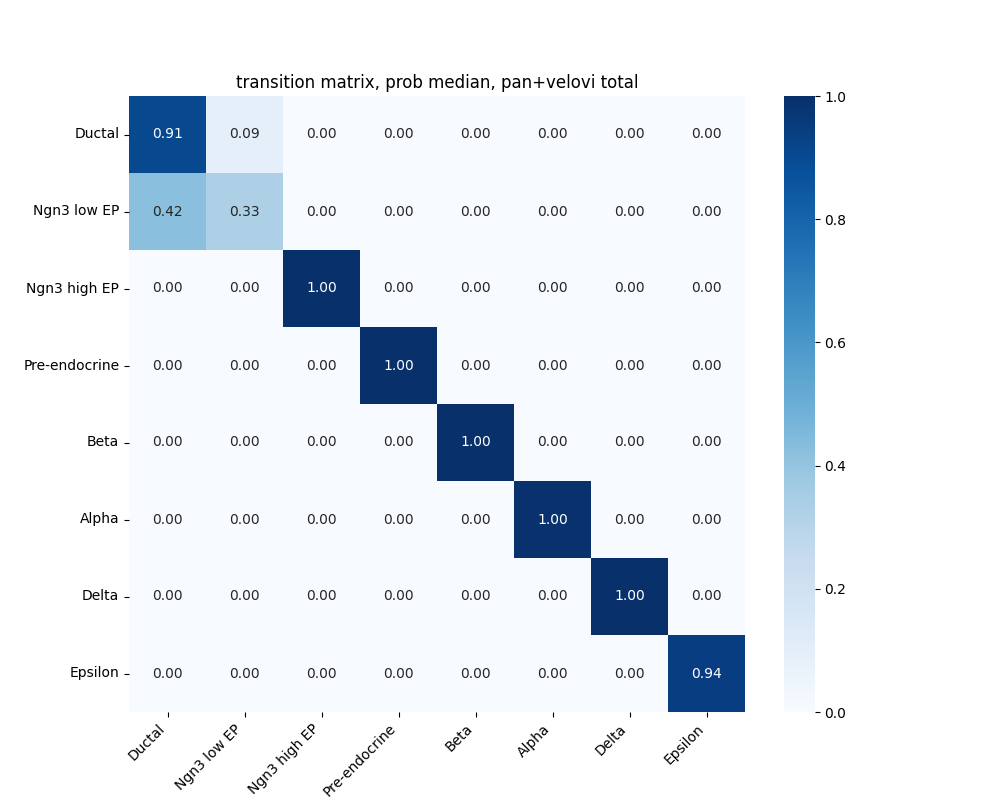 transition matrix, prob median, pan+velovi total
Ductal 0.91 0.09 0.00 0.00 0.00 0.00 0.00 0.00
Ngn3 low EP 0.42 0.33 0.00 0.00 0.00 0.00 0.00 0.00
Ngn3 high EP 0.00 0.00 1.00 0.00 0.00 0.00 0.00 0.00
Pre-endocrine 0.00 0.00 0.00 1.00 0.00 0.00 0.00 0.00
Beta 0.00 0.00 0.00 0.00 1.00 0.00 0.00 0.00
Alpha 0.00 0.00 0.00 0.00 0.00 1.00 0.00 0.00
Delta 0.00 0.00 0.00 0.00 0.00 0.00 1.00 0.00
Epsilon 0.00 0.00 0.00 0.00 0.00 0.00 0.00 0.94
Ductal
Ngn3 low EP
Ngn3 high EP
Pre-endocrine
Beta
Alpha
Delta
Epsilon
1.0
0.8
0.6
0.4
0.2
0.0